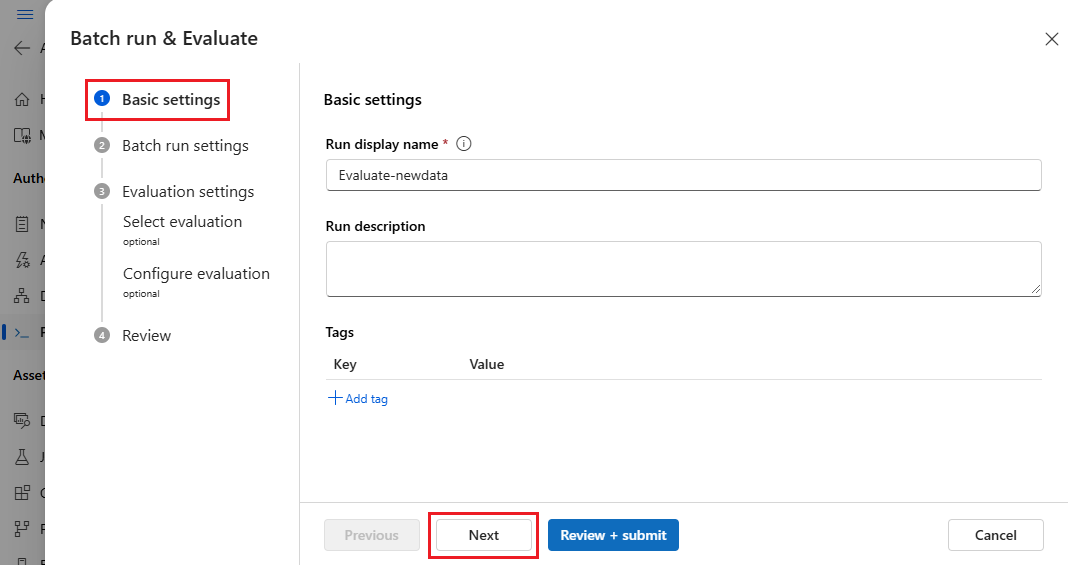 Batch run & Evaluate
1 Basic settings
2 Batch run settings
3 Evaluation settings
Select evaluation
optional
Configure evaluation
optional
4 Review
Basic settings
Run display name *
Evaluate-newdata
Run description
Tags
Key Value
+ Add tag
Previous Next Review + submit Cancel